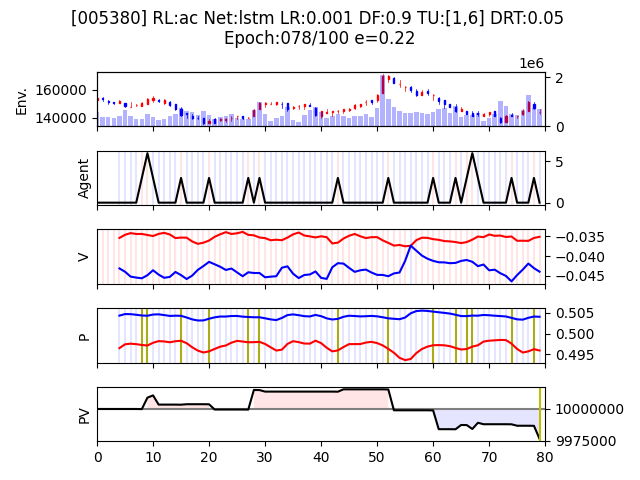 [005380] RL:ac Net:lstm LR:0.001 DF:0.9 TU:[1,6] DRT:0.05
Epoch:078/100 e=0.22
1e6
Env.
160000
140000
2
0
Agent
5
0
V
−0.035
−0.040
−0.045
P
0.505
0.500
0.495
PV
10000000
9975000
0 10 20 30 40 50 60 70 80